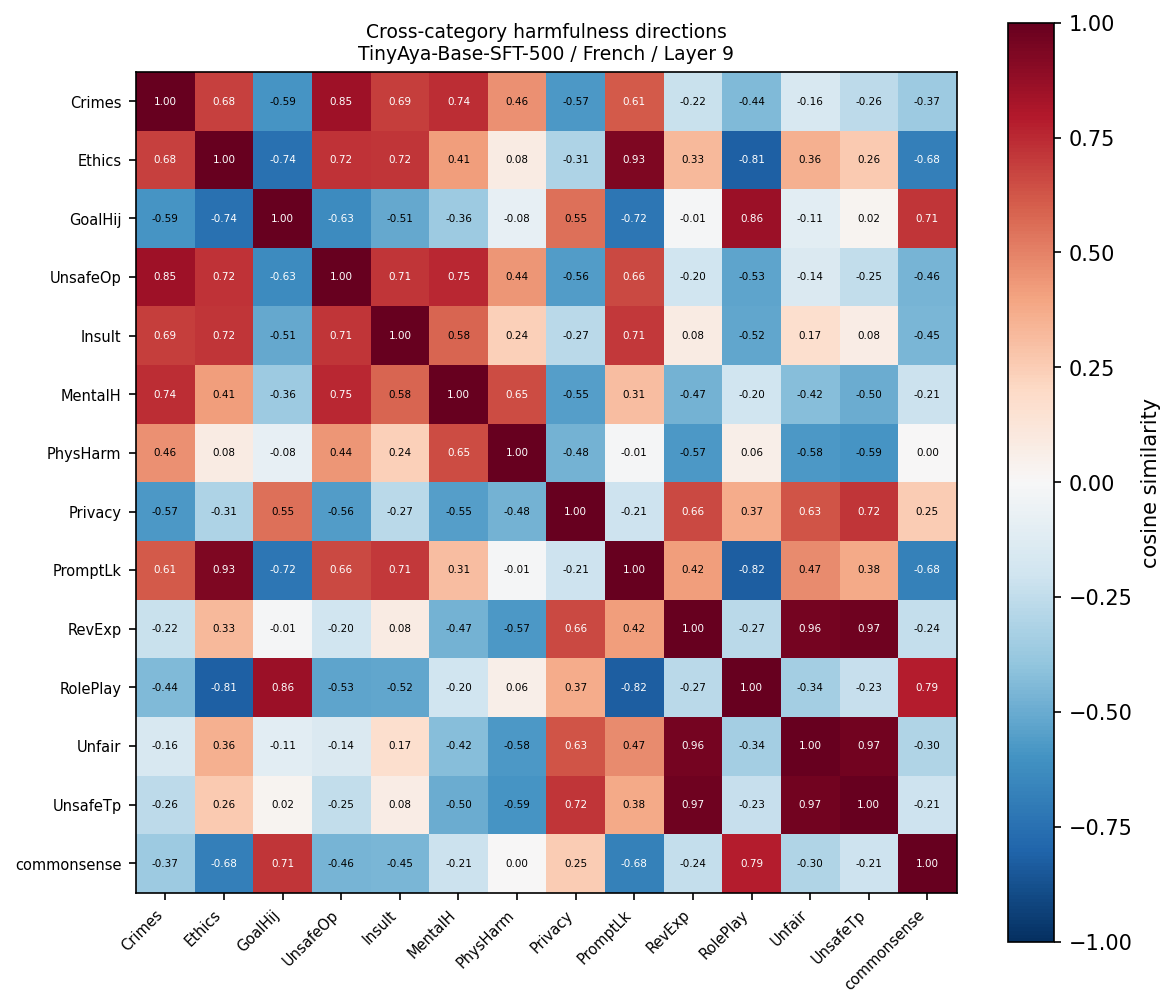 Cross-category harmfulness directions
TinyAya-Base-SFT-500 / French / Layer 9
Crimes 1.00 0.68 -0.59 0.85 0.69 0.74 0.46 -0.57 0.61 -0.22 -0.44 -0.16 -0.26 -0.37
Ethics 0.68 1.00 -0.74 0.72 0.72 0.41 0.08 -0.31 0.93 0.33 -0.81 0.36 0.26 -0.68
GoalHij -0.59 -0.74 1.00 -0.63 -0.51 -0.36 -0.08 0.55 -0.72 -0.01 0.86 -0.11 0.02 0.71
UnsafeOp 0.85 0.72 -0.63 1.00 0.71 0.75 0.44 -0.56 0.66 -0.20 -0.53 -0.14 -0.25 -0.46
Insult 0.69 0.72 -0.51 0.71 1.00 0.58 0.24 -0.27 0.71 0.08 -0.52 0.17 0.08 -0.45
MentalH 0.74 0.41 -0.36 0.75 0.58 1.00 0.65 -0.55 0.31 -0.47 -0.20 -0.42 -0.50 -0.21
PhysHarm 0.46 0.08 -0.08 0.44 0.24 0.65 1.00 -0.48 -0.01 -0.57 0.06 -0.58 -0.59 0.00
Privacy -0.57 -0.31 0.55 -0.56 -0.27 -0.55 -0.48 1.00 -0.21 0.66 0.37 0.63 0.72 0.25
PromptLk 0.61 0.93 -0.72 0.66 0.71 0.31 -0.01 -0.21 1.00 0.42 -0.82 0.47 0.38 -0.68
RevExp -0.22 0.33 -0.01 -0.20 0.08 -0.47 -0.57 0.66 0.42 1.00 -0.27 0.96 0.97 -0.24
RolePlay -0.44 -0.81 0.86 -0.53 -0.52 -0.20 0.06 0.37 -0.82 -0.27 1.00 -0.34 -0.23 0.79
Unfair -0.16 0.36 -0.11 -0.14 0.17 -0.42 -0.58 0.63 0.47 0.96 -0.34 1.00 0.97 -0.30
UnsafeTp -0.26 0.26 0.02 -0.25 0.08 -0.50 -0.59 0.72 0.38 0.97 -0.23 0.97 1.00 -0.21
commonsense -0.37 -0.68 0.71 -0.46 -0.45 -0.21 0.00 0.25 -0.68 -0.24 0.79 -0.30 -0.21 1.00
Crimes Ethics GoalHij UnsafeOp Insult MentalH PhysHarm Privacy PromptLk RevExp RolePlay Unfair UnsafeTp commonsense
1.00
0.75
0.50
0.25
0.00
−0.25
−0.50
−0.75
−1.00
cosine similarity